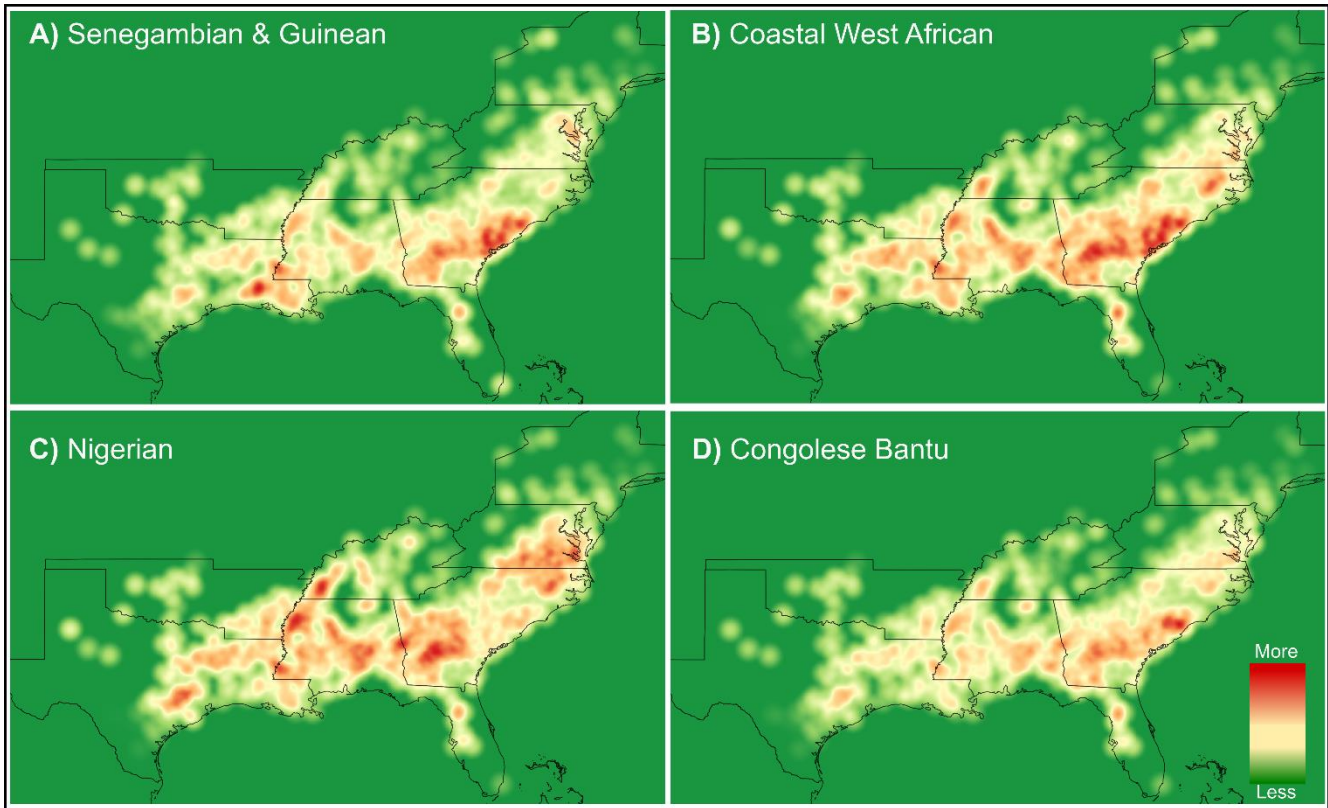 A) Senegambian & Guinean
B) Coastal West African
C) Nigerian
D) Congolese Bantu
More
Less